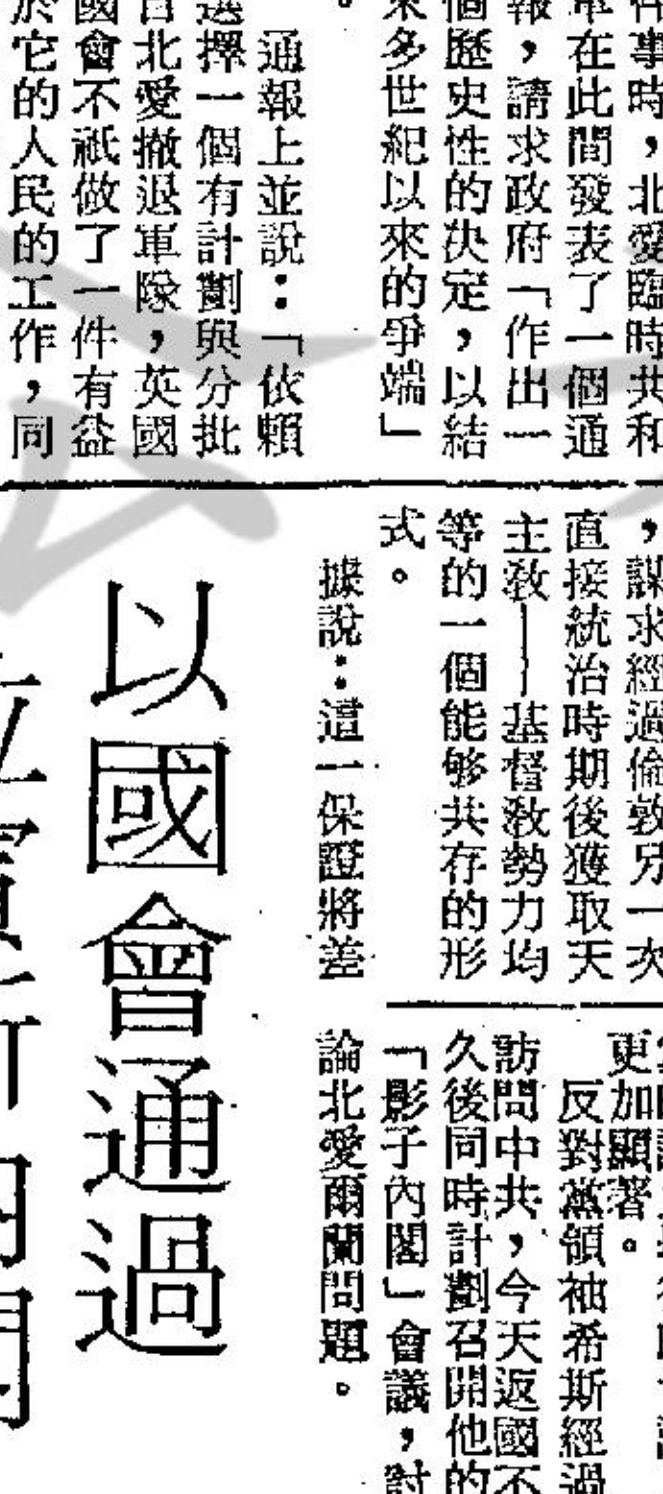 件事時，北愛臨時共和
軍在此間發表了一個通
報，請求政府「作出一
個歷史性的決定，以結
來多世紀以來的爭端」
。
通報上並說：「依賴
選擇一個有計劃與分批
自北愛撤退軍隊，英國
國會不祇做了一件有益
於它的人民的工作，同
，謀求經過倫敦另一次
直接統治時期後獲取天
主教——基督教勢力均
等的一個能够共存的形
式。
據說：這一保證將差
更加顯著。
反對黨領袖希斯經過
訪問中共，今天返國不
久後同時計劃召開他的
「影子內閣」會議，討
論北愛爾蘭問題。
以國會通過